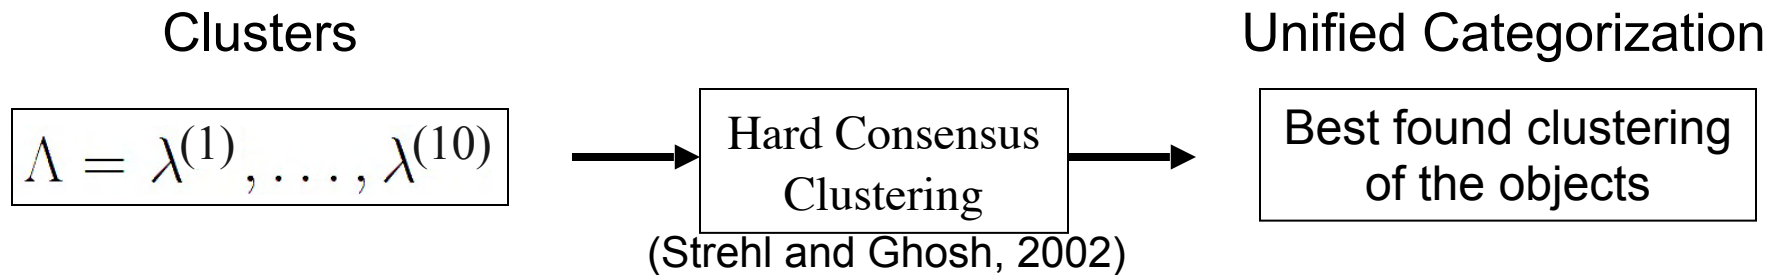 Clusters
Unified Categorization
Λ = λ(1), . . . , λ(10)
Hard Consensus
Clustering
(Strehl and Ghosh, 2002)
Best found clustering
of the objects